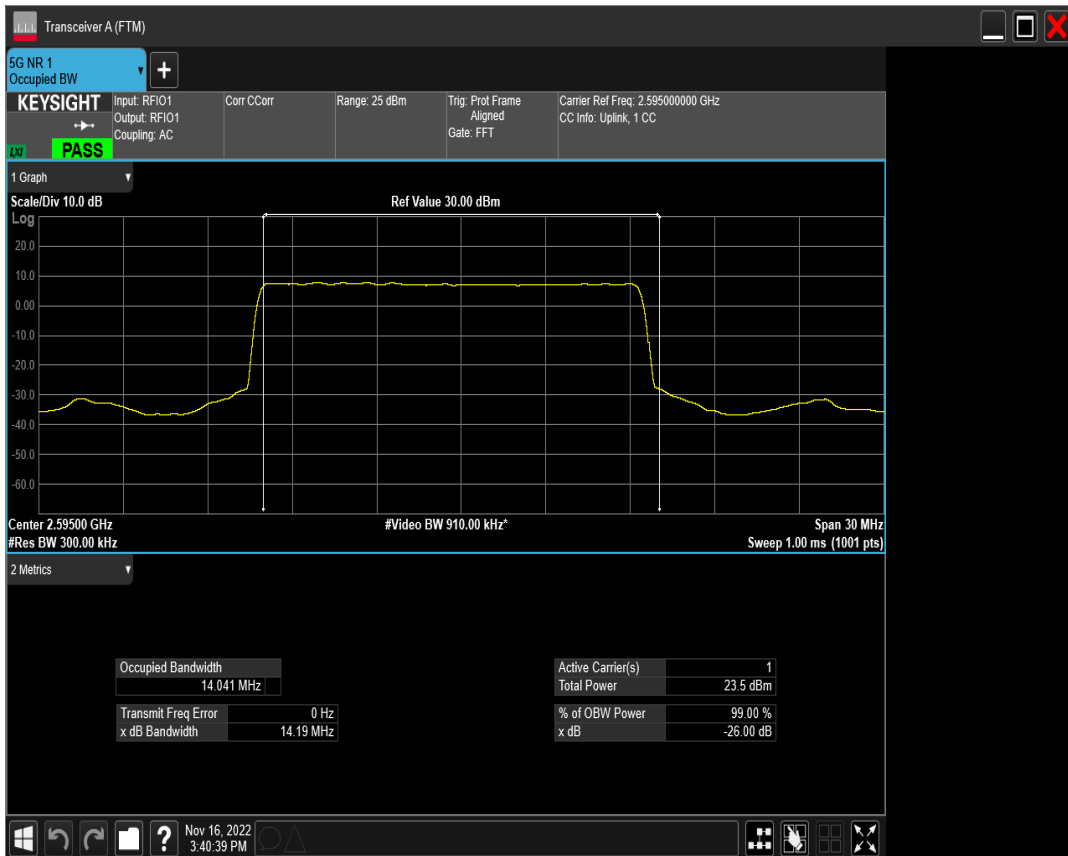 Transceiver A (FTM)
5G NR 1
Occupied BW
+
KEYSIGHT
LXI
PASS
Input: RFIO1
Output: RFIO1
Coupling: AC
Corr CCorr
Range: 25 dBm
Trig: Prot Frame
Aligned
Gate: FFT
Carrier Ref Freq: 2.595000000 GHz
CC Info: Uplink, 1 CC
1 Graph
Scale/Div 10.0 dB
Ref Value 30.00 dBm
Log
20.0
10.0
0.00
-10.0
-20.0
-30.0
-40.0
-50.0
-60.0
Center 2.59500 GHz
#Video BW 910.00 kHz*
Span 30 MHz
#Res BW 300.00 kHz
Sweep 1.00 ms (1001 pts)
2 Metrics
Occupied Bandwidth
14.041 MHz
Transmit Freq Error 0 Hz
x dB Bandwidth 14.19 MHz
Active Carrier(s) 1
Total Power 23.5 dBm
% of OBW Power 99.00 %
x dB -26.00 dB
?
Nov 16, 2022
3:40:39 PM